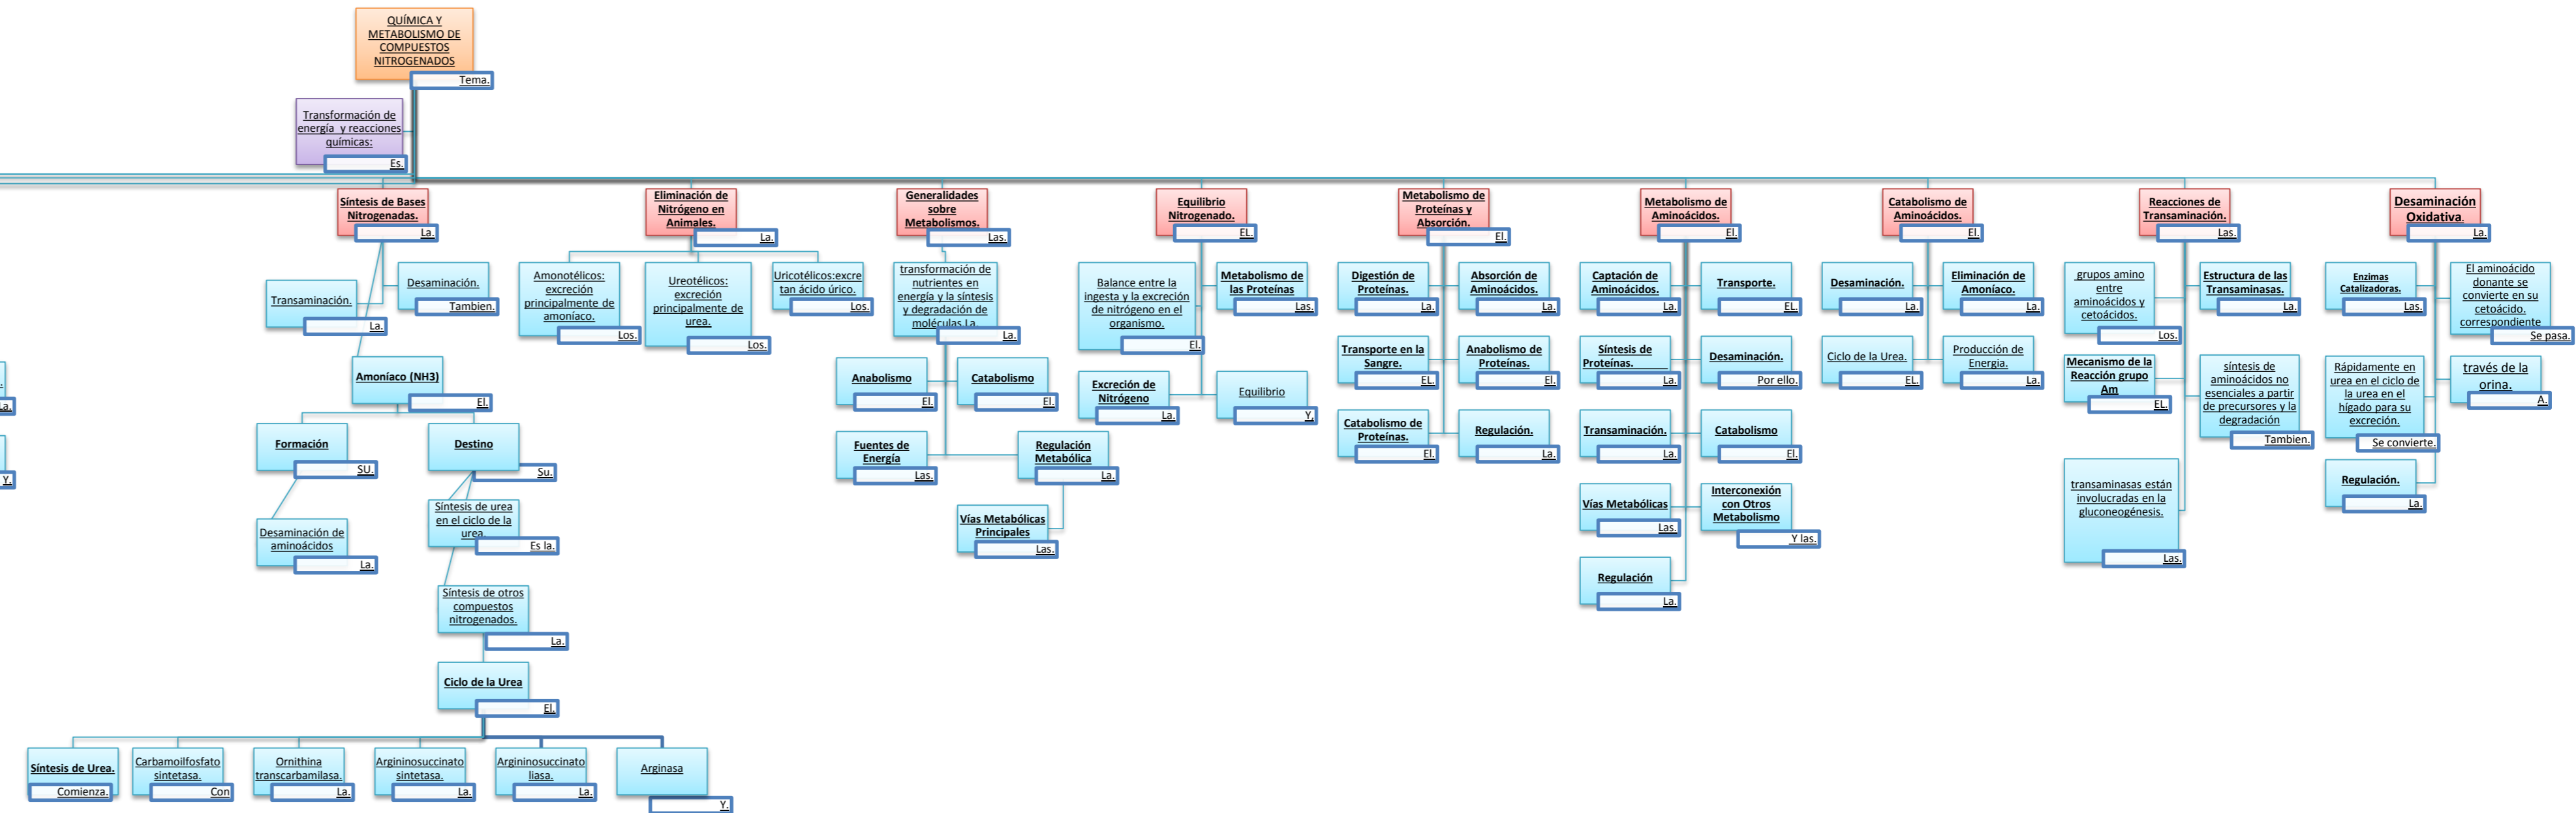 QUÍMICA Y
METABOLISMO DE
COMPUESTOS
NITROGENADOS
Tema.
Transformación de
energía y reacciones
químicas:
Es.
Síntesis de Bases
Nitrogenadas.
La.
Transaminación.
La.
Desaminación.
Tambien.
Amoníaco (NH3)
El.
Formación
SU.
Desaminación de
aminoácidos
La.
Destino
Su.
Síntesis de urea
en el ciclo de la
urea.
Es la.
Síntesis de otros
compuestos
nitrogenados.
La.
Ciclo de la Urea
El.
Síntesis de Urea.
Comienza.
Carbamoilfosfato
sintetasa.
Con
Ornithina
transcarbamilasa.
La.
Argininosuccinato
sintetasa.
La.
Argininosuccinato
liasa.
La.
Arginasa
Y.
Eliminación de
Nitrógeno en
Animales.
La.
Amonotélicos:
excreción
principalmente de
amoníaco.
Los.
Ureotélicos:
excreción
principalmente de
urea.
Los.
Uricotélicos:excre
tan ácido úrico.
Los.
Generalidades
sobre
Metabolismos.
Las.
transformación de
nutrientes en
energía y la síntesis
y degradación de
moléculas.La.
La.
Anabolismo
El.
Catabolismo
El.
Fuentes de
Energía
Las.
Regulación
Metabólica
La.
Vías Metabólicas
Principales
Las.
Equilibrio
Nitrogenado.
EL.
Balance entre la
ingesta y la excreción
de nitrógeno en el
organismo.
El.
Metabolismo de
las Proteínas
Las.
Excreción de
Nitrógeno
La.
Equilibrio
Y,
Metabolismo de
Proteínas y
Absorción.
El.
Digestión de
Proteínas.
La.
Absorción de
Aminoácidos.
La.
Transporte en la
Sangre.
EL.
Anabolismo de
Proteínas.
El.
Catabolismo de
Proteínas.
El.
Regulación.
La.
Metabolismo de
Aminoácidos.
El.
Captación de
Aminoácidos.
La.
Transporte.
EL.
Síntesis de
Proteínas.
La.
Desaminación.
Por ello.
Transaminación.
La.
Catabolismo
El.
Vías Metabólicas
Las.
Interconexión
con Otros
Metabolismo
Y las.
Regulación
La.
Catabolismo de
Aminoácidos.
El.
Desaminación.
La.
Eliminación de
Amoníaco.
La.
Ciclo de la Urea.
EL.
Producción de
Energía.
La.
Reacciones de
Transaminación.
Las.
grupos amino
entre
aminoácidos y
cetoácidos.
Los.
Estructura de las
Transaminasas.
La.
Mecanismo de la
Reacción grupo
Am
EL.
síntesis de
aminoácidos no
esenciales a partir
de precursores y la
degradación
Tambien.
transaminasas están
involucradas en la
gluconeogénesis.
Las.
Desaminación
Oxidativa.
La.
Enzimas
Catalizadoras.
Las.
El aminoácido
donante se
convierte en su
cetoácido.
correspondiente
Se pasa.
Rápidamente en
urea en el ciclo de
la urea en el
hígado para su
excreción.
Se convierte.
través de la
orina.
A.
Regulación.
La.
La.
Y.